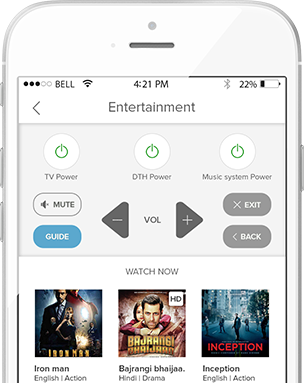 BELL 4:21 PM 22%
Entertainment
TV Power DTH Power Music system Power
MUTE VOL EXIT
GUIDE BACK
WATCH NOW
IRON MAN BAJRANGI BHAIJAAN HD INCEPTION
Iron man Bajrangi bhaijaa. Inception
English | Action Hindi | Drama English | Action